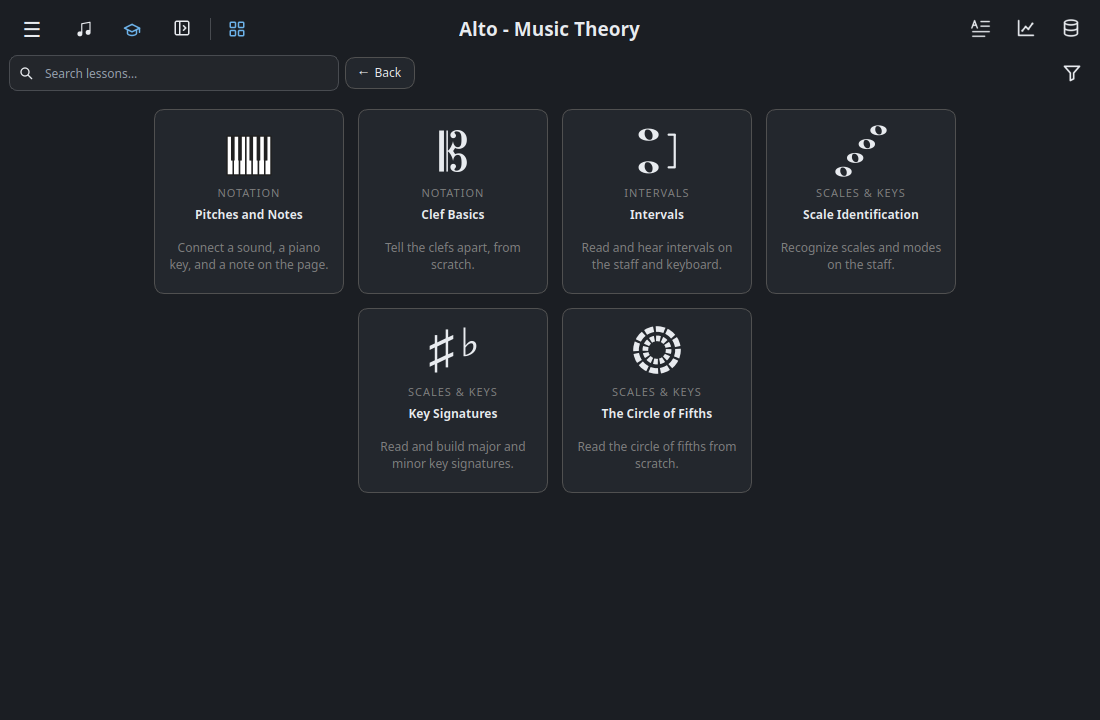 Alto - Music Theory
Search lessons...
← Back
NOTATION
Pitches and Notes
Connect a sound, a piano
key, and a note on the page.
NOTATION
Clef Basics
Tell the clefs apart, from
scratch.
INTERVALS
Intervals
Read and hear intervals on
the staff and keyboard.
SCALES & KEYS
Scale Identification
Recognize scales and modes
on the staff.
SCALES & KEYS
Key Signatures
Read and build major and
minor key signatures.
SCALES & KEYS
The Circle of Fifths
Read the circle of fifths from
scratch.